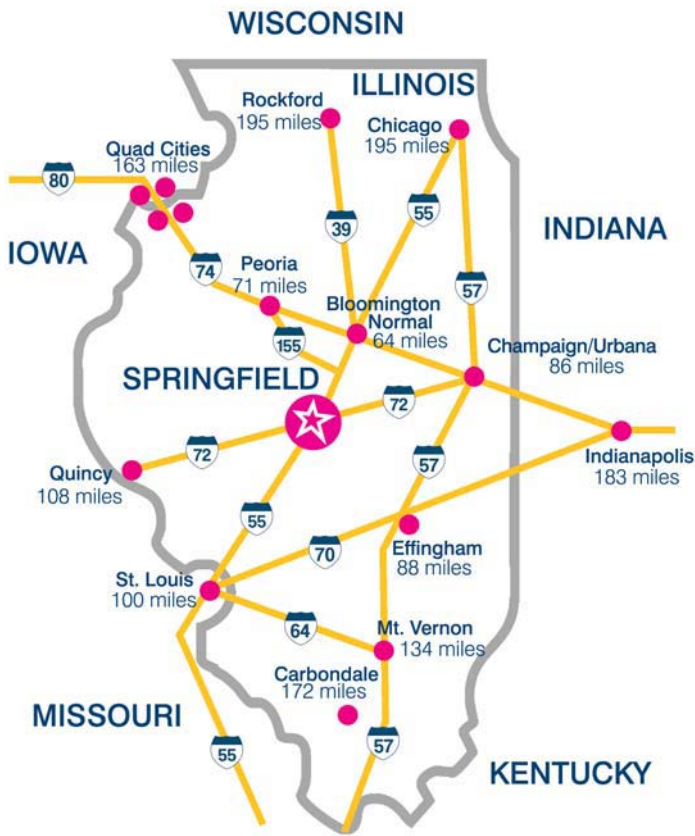 WISCONSIN
ILLINOIS
Rockford
195 miles
Chicago
195 miles
Quad Cities
163 miles
80
55
39
INDIANA
IOWA
74
Peoria
71 miles
57
Bloomington
Normal
64 miles
155
Champaign/Urbana
86 miles
SPRINGFIELD
72
72
57
Quincy
108 miles
Indianapolis
183 miles
55
70
Effingham
88 miles
St. Louis
100 miles
64
Mt. Vernon
134 miles
Carbondale
172 miles
MISSOURI
55
57
KENTUCKY